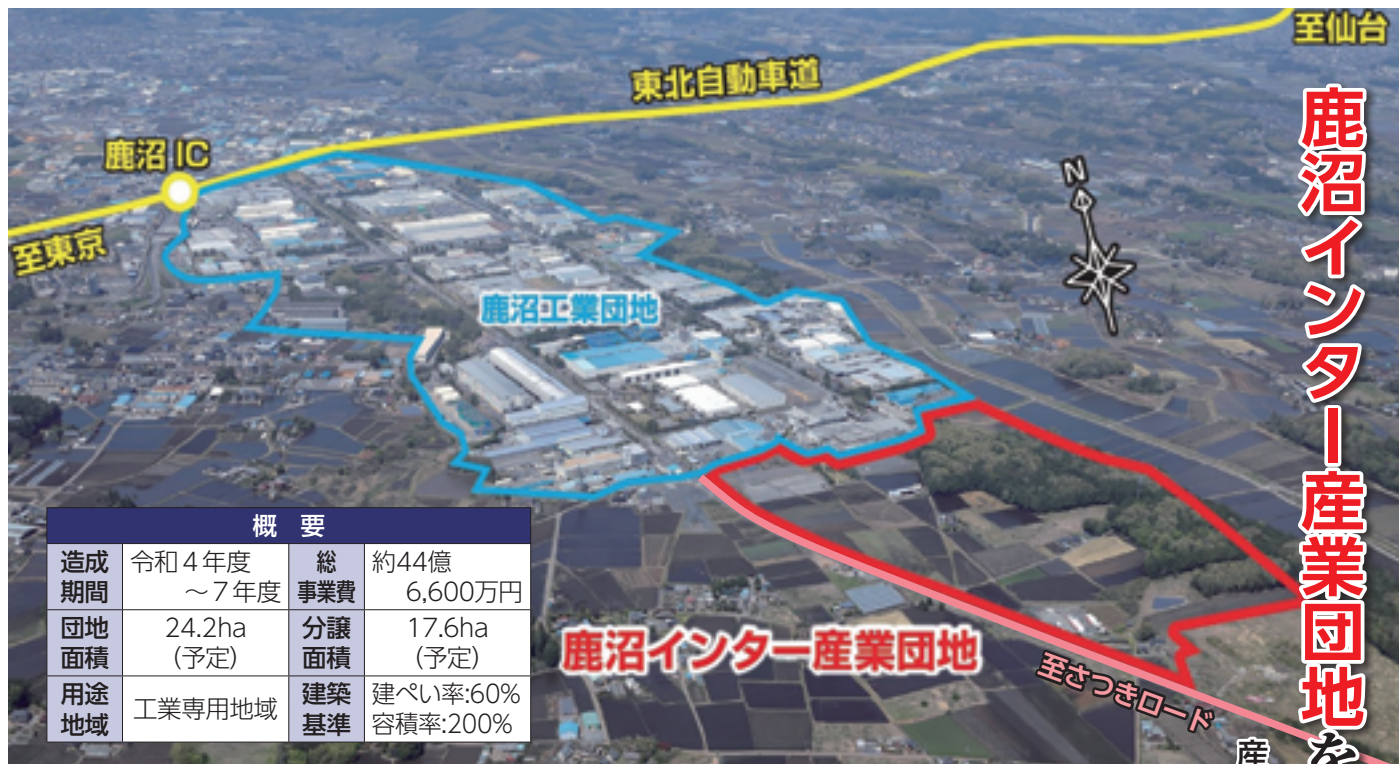 至仙台
東北自動車道
鹿沼IC
至東京
N
鹿沼工業団地
鹿沼インター産業団地を
概 要
造成期間
令和４年度
～７年度
総事業費
約44億
6,600万円
団地面積
24.2ha
(予定)
分譲面積
17.6ha
(予定)
用途地域
工業専用地域
建築基準
建ぺい率:60%
容積率:200%
鹿沼インター産業団地
至さつきロード
産